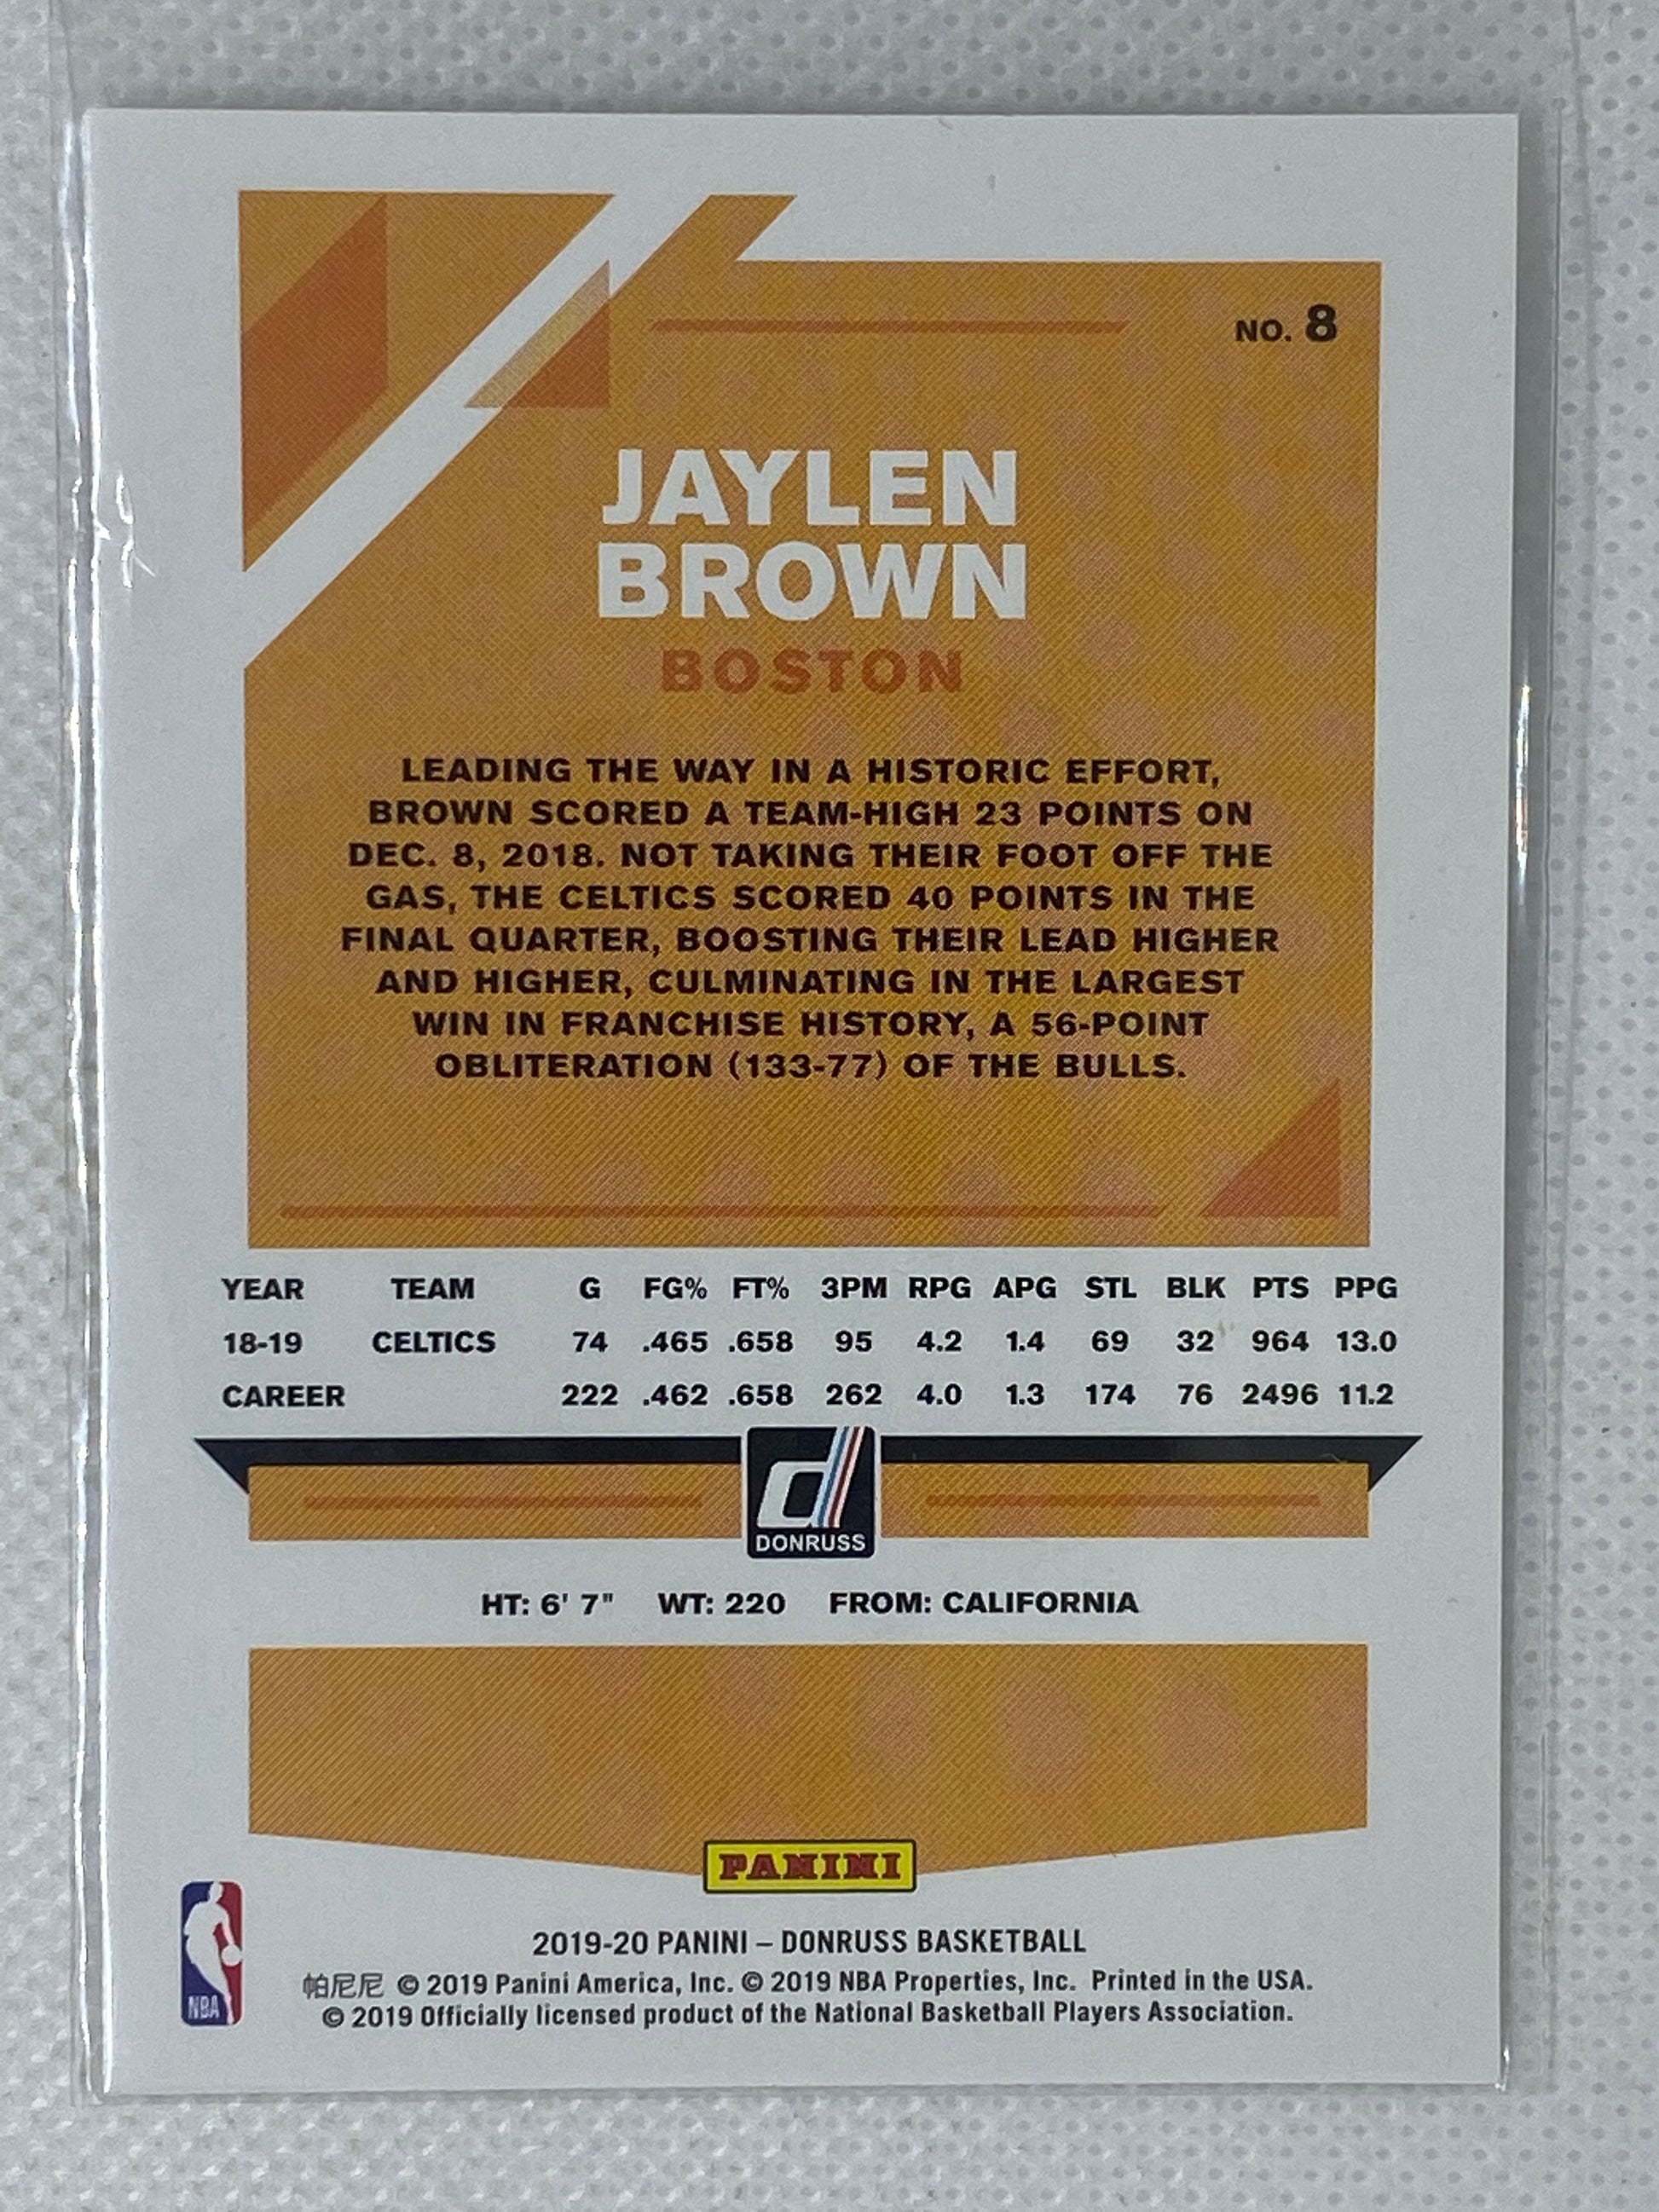 NO. 8
JAYLEN
BROWN
BOSTON
LEADING THE WAY IN A HISTORIC EFFORT,
BROWN SCORED A TEAM-HIGH 23 POINTS ON
DEC. 8, 2018. NOT TAKING THEIR FOOT OFF THE
GAS, THE CELTICS SCORED 40 POINTS IN THE
FINAL QUARTER, BOOSTING THEIR LEAD HIGHER
AND HIGHER, CULMINATING IN THE LARGEST
WIN IN FRANCHISE HISTORY, A 56-POINT
OBLITERATION (133-77) OF THE BULLS.
YEAR TEAM G FG% FT% 3PM RPG APG STL BLK PTS PPG
18-19 CELTICS 74 .465 .658 95 4.2 1.4 69 32 964 13.0
CAREER 222 .462 .658 262 4.0 1.3 174 76 2496 11.2
d
DONRUSS
HT: 6' 7" WT: 220 FROM: CALIFORNIA
PANINI
NBA
2019-20 PANINI – DONRUSS BASKETBALL
帕尼尼 © 2019 Panini America, Inc. © 2019 NBA Properties, Inc. Printed in the USA.
© 2019 Officially licensed product of the National Basketball Players Association.